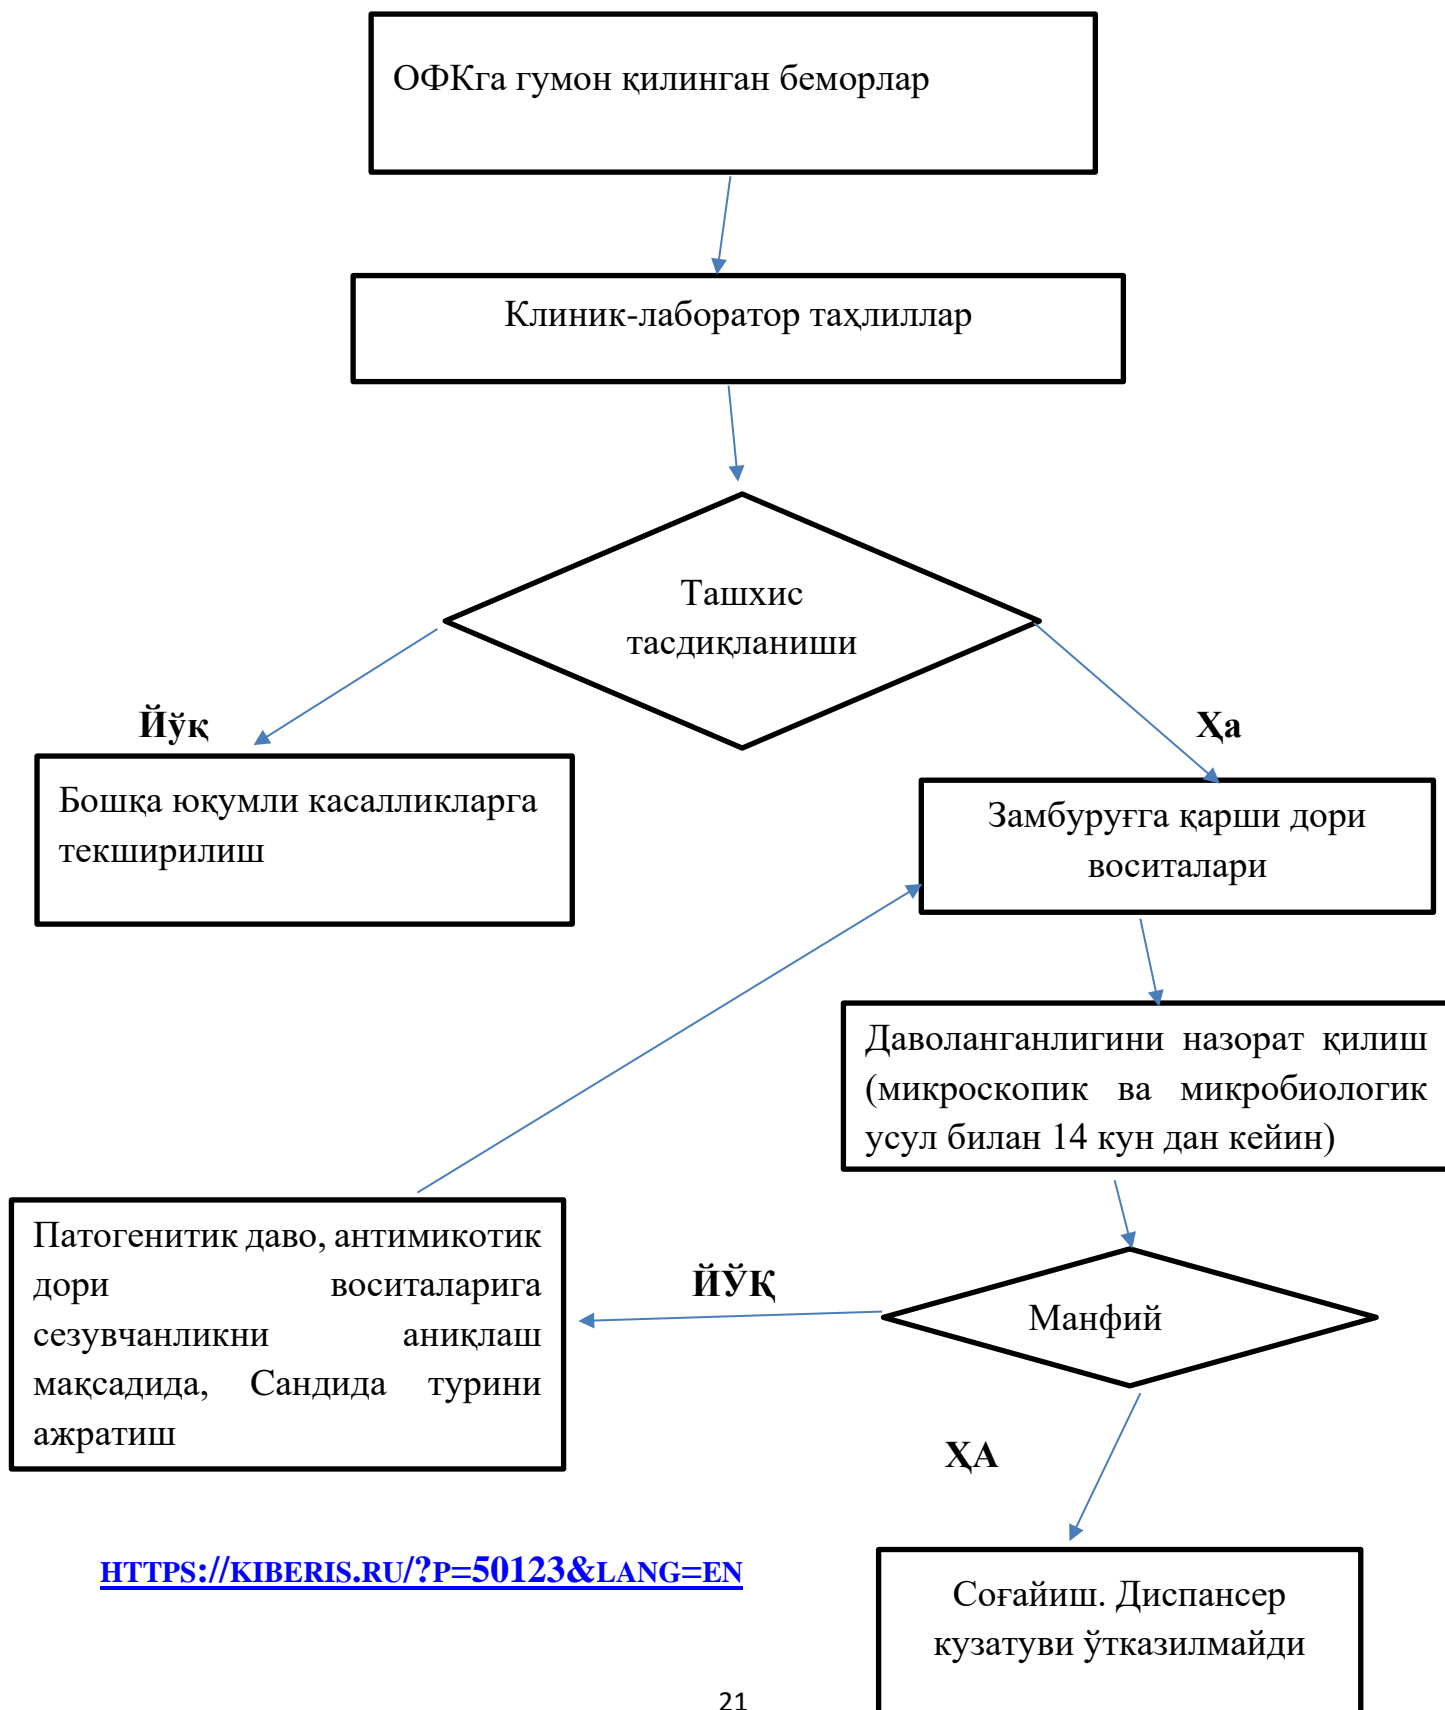 ОФКга гумон қилинган беморлар
Клиник-лаборатор таҳлиллар
Ташхис
тасдиқланиши
Йўқ
Ҳа
Бошқа юқумли касалликларга
текширилиш
Замбуруғга қарши дори
воситалари
Даволанганлигини назорат қилиш
(микроскопик ва микробиологик
усул билан 14 кун дан кейин)
Патогенитик даво, антимикотик
дори воситаларига
сезувчанликни аниқлаш
мақсадида, Сандида турини
ажратиш
ЙЎҚ
Манфий
ҲА
HTTPS://KIBERIS.RU/?P=50123&LANG=EN
Соғайиш. Диспансер
кузатуви ўтказилмайди
21